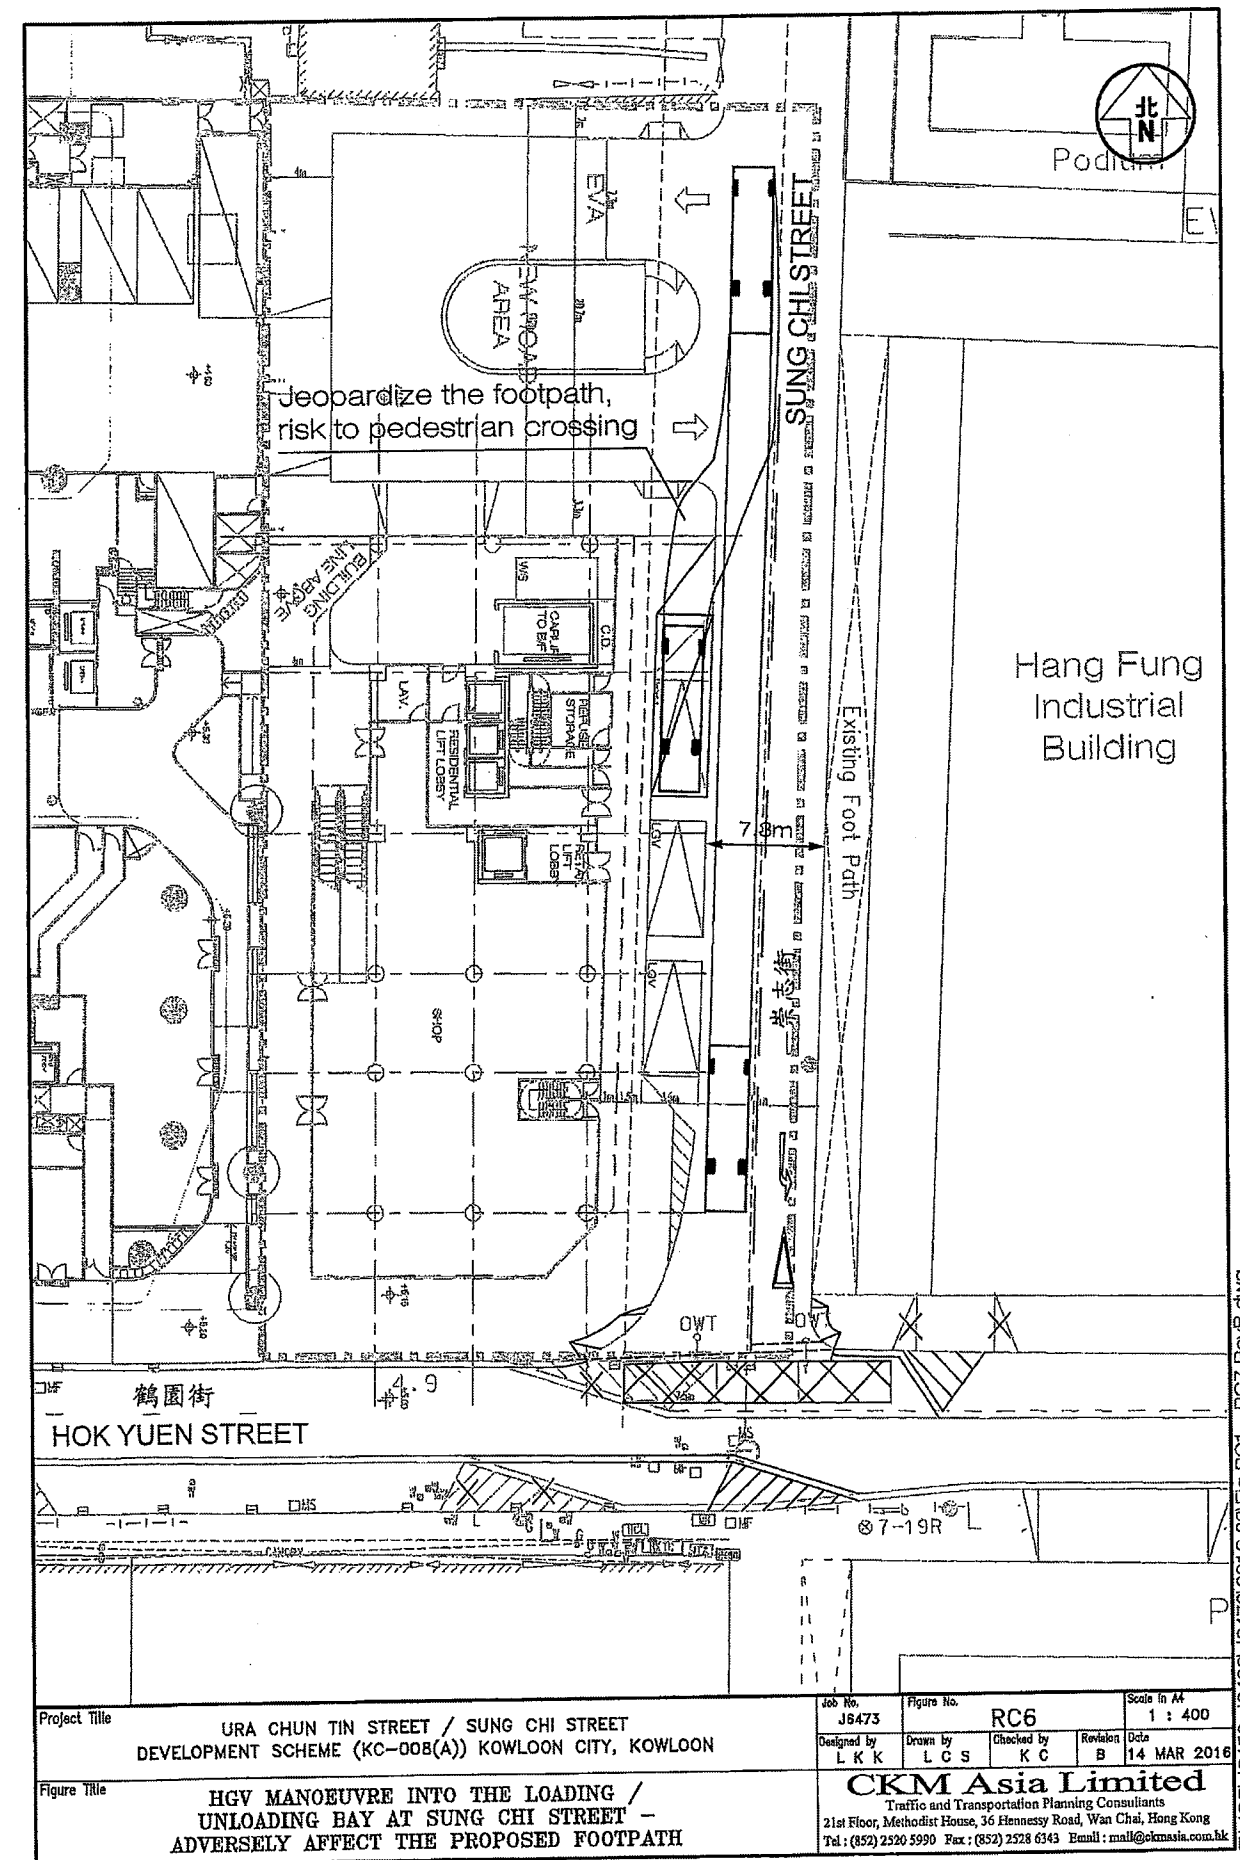 北
N
Podium
EVA
SUNG CHI STREET
NEW ROAD
AREA
Jeopardize the footpath,
risk to pedestrian crossing
BUILDING
LINE ABOVE
W/S
CARLIFT
TO B/F
C.D.
LAV.
RESIDENTIAL
LIFT LOBBY
REFUSE
STORAGE
Hang Fung
Industrial
Building
Existing Foot Path
LGV
7.3m
LIFT
LOBBY
LGV
崇志街
SHOP
OWT
鶴園街
4.9
HOK YUEN STREET
MS
⊗7-19R
Project Title
URA CHUN TIN STREET / SUNG CHI STREET
DEVELOPMENT SCHEME (KC-008(A)) KOWLOON CITY, KOWLOON
Figure Title
HGV MANOEUVRE INTO THE LOADING /
UNLOADING BAY AT SUNG CHI STREET -
ADVERSELY AFFECT THE PROPOSED FOOTPATH
Job No.
J6473
Figure No.
RC6
Scale in A4
1 : 400
Designed by
L K K
Drawn by
L C S
Checked by
K C
Revision
B
Date
14 MAR 2016
CKM Asia Limited
Traffic and Transportation Planning Consultants
21st Floor, Methodist House, 36 Hennessy Road, Wan Chai, Hong Kong
Tel : (852) 2520 5990 Fax : (852) 2528 6343 Email : mail@ckmasia.com.hk